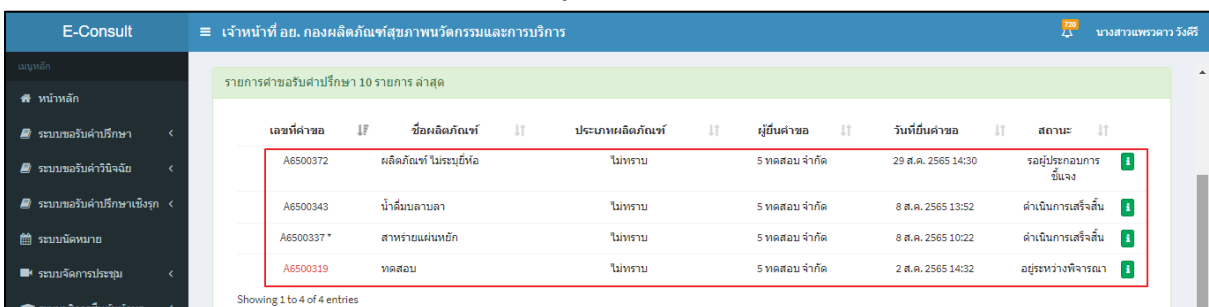 E-Consult
≡ เจ้าหน้าที่ อย. กองผลิตภัณฑ์สุขภาพนวัตกรรมและการบริการ
720
นางสาวแพรวดาว วังคีรี
เมนูหลัก
หน้าหลัก
ระบบขอรับคำปรึกษา
ระบบขอรับคำวินิจฉัย
ระบบขอรับคำปรึกษาเชิงรุก
ระบบนัดหมาย
ระบบจัดการประชุม
รายการคำขอรับคำปรึกษา 10 รายการ ล่าสุด
เลขที่คำขอ ชื่อผลิตภัณฑ์ ประเภทผลิตภัณฑ์ ผู้ยื่นคำขอ วันที่ยื่นคำขอ สถานะ
A6500372 ผลิตภัณฑ์ ไม่ระบุยี่ห้อ ไม่ทราบ 5 ทดสอบ จำกัด 29 ส.ค. 2565 14:30 รอผู้ประกอบการ
ชี้แจง
A6500343 น้ำดื่มบลาบลา ไม่ทราบ 5 ทดสอบ จำกัด 8 ส.ค. 2565 13:52 ดำเนินการเสร็จสิ้น
A6500337 * สาหร่ายแผ่นหยัก ไม่ทราบ 5 ทดสอบ จำกัด 8 ส.ค. 2565 10:22 ดำเนินการเสร็จสิ้น
A6500319 ทดสอบ ไม่ทราบ 5 ทดสอบ จำกัด 2 ส.ค. 2565 14:32 อยู่ระหว่างพิจารณา
Showing 1 to 4 of 4 entries